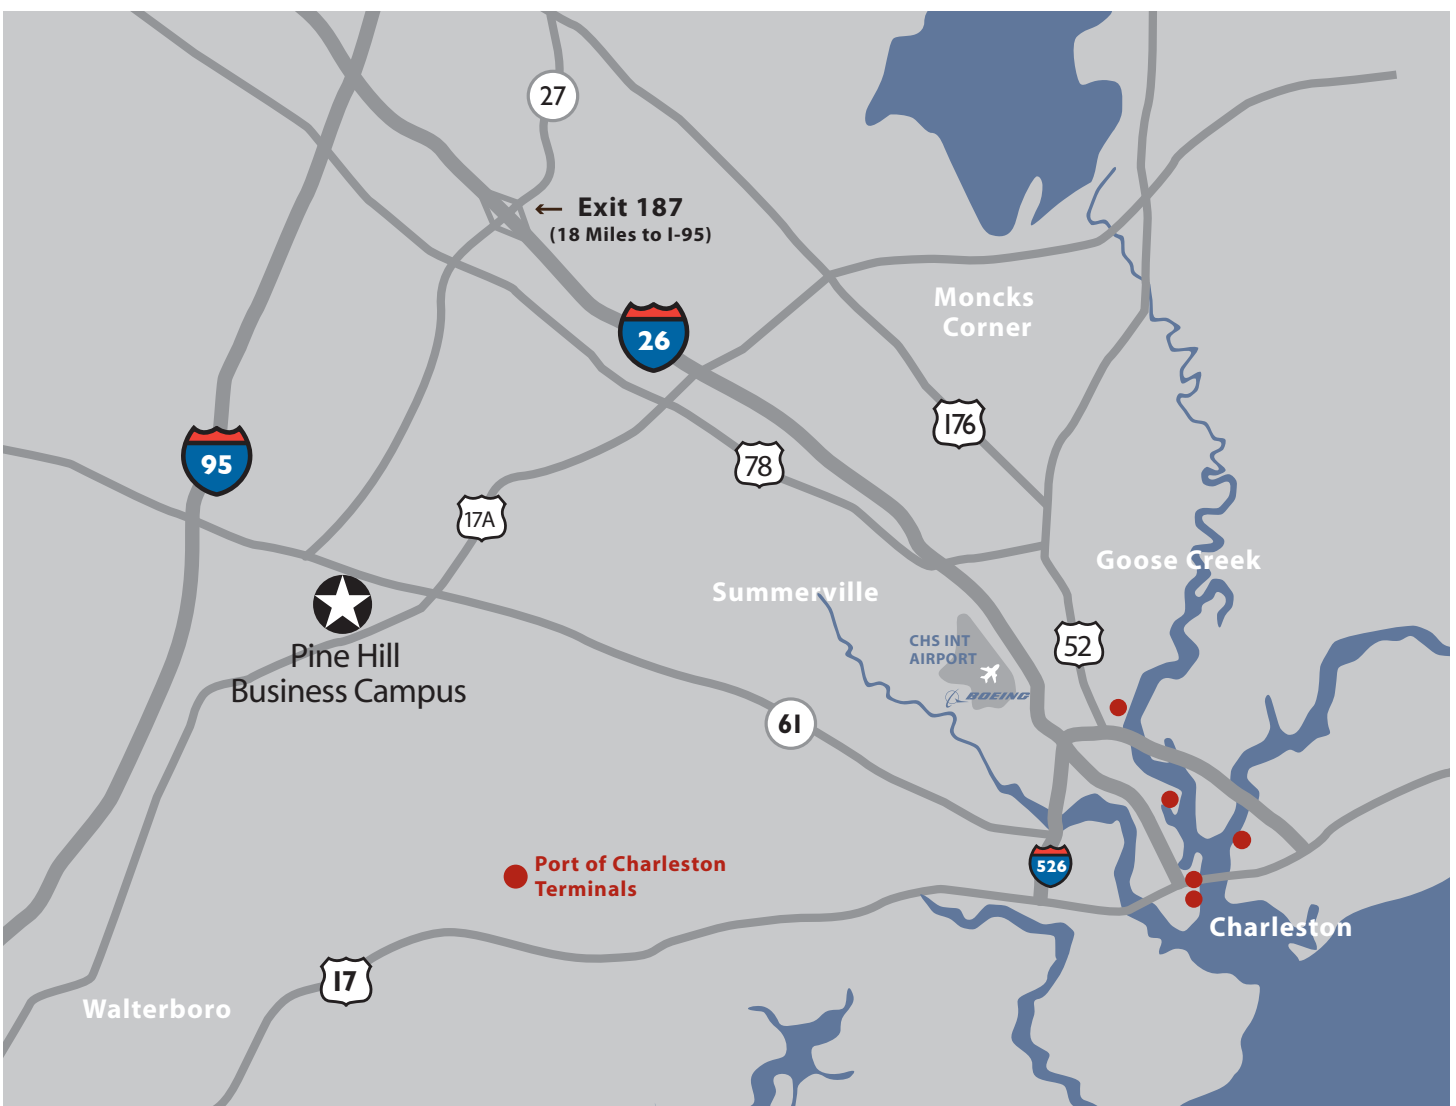 27
Exit 187
(18 Miles to I-95)
Moncks
Corner
26
176
95
78
17A
Goose Creek
Summerville
CHS INT
AIRPORT
52
BOEING
Pine Hill
Business Campus
61
Port of Charleston
Terminals
526
Charleston
17
Walterboro